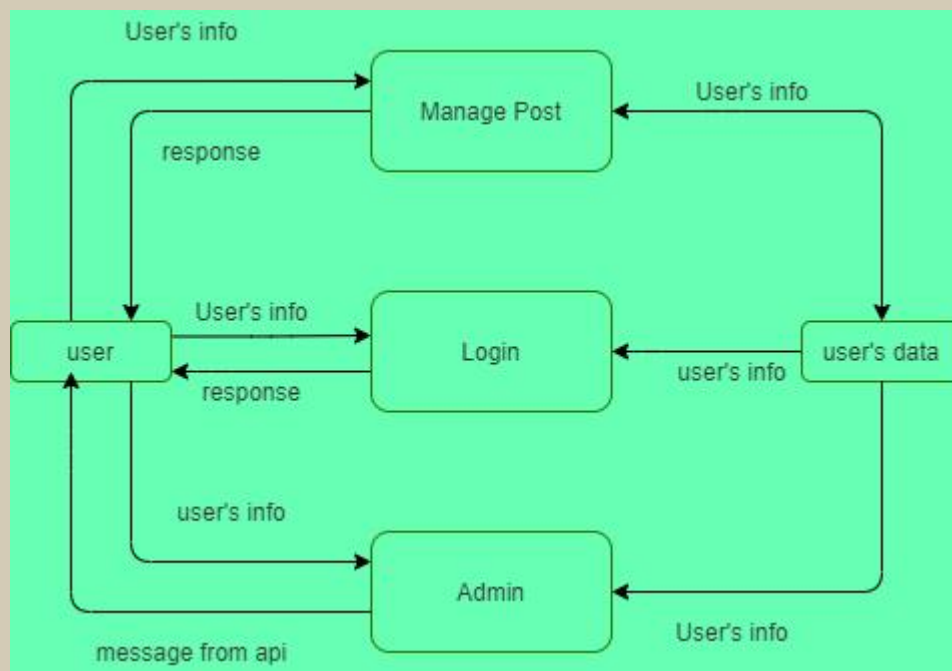 User's info
Manage Post
User's info
response
User's info
user
Login
user's data
response
user's info
user's info
Admin
User's info
message from api